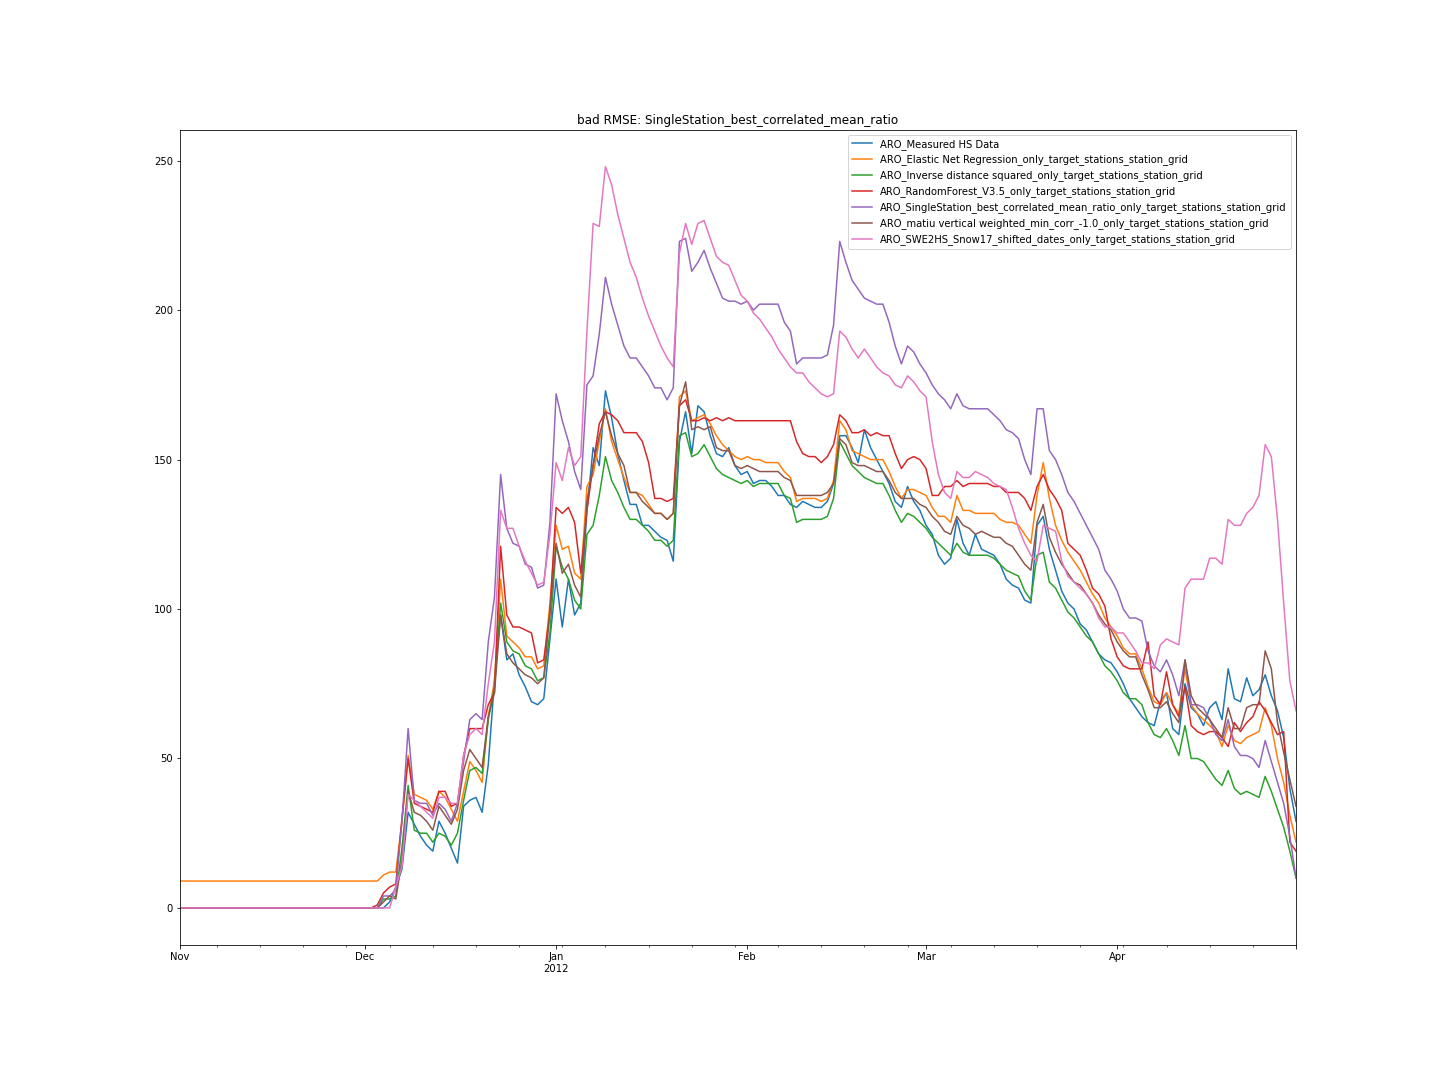 bad RMSE: SingleStation_best_correlated_mean_ratio
ARO_Measured HS Data
ARO_Elastic Net Regression_only_target_stations_station_grid
ARO_Inverse distance squared_only_target_stations_station_grid
ARO_RandomForest_V3.5_only_target_stations_station_grid
ARO_SingleStation_best_correlated_mean_ratio_only_target_stations_station_grid
ARO_matiu vertical weighted_min_corr_-1.0_only_target_stations_station_grid
ARO_SWE2HS_Snow17_shifted_dates_only_target_stations_station_grid
250
200
150
100
50
0
Nov Dec Jan Feb Mar Apr
2012